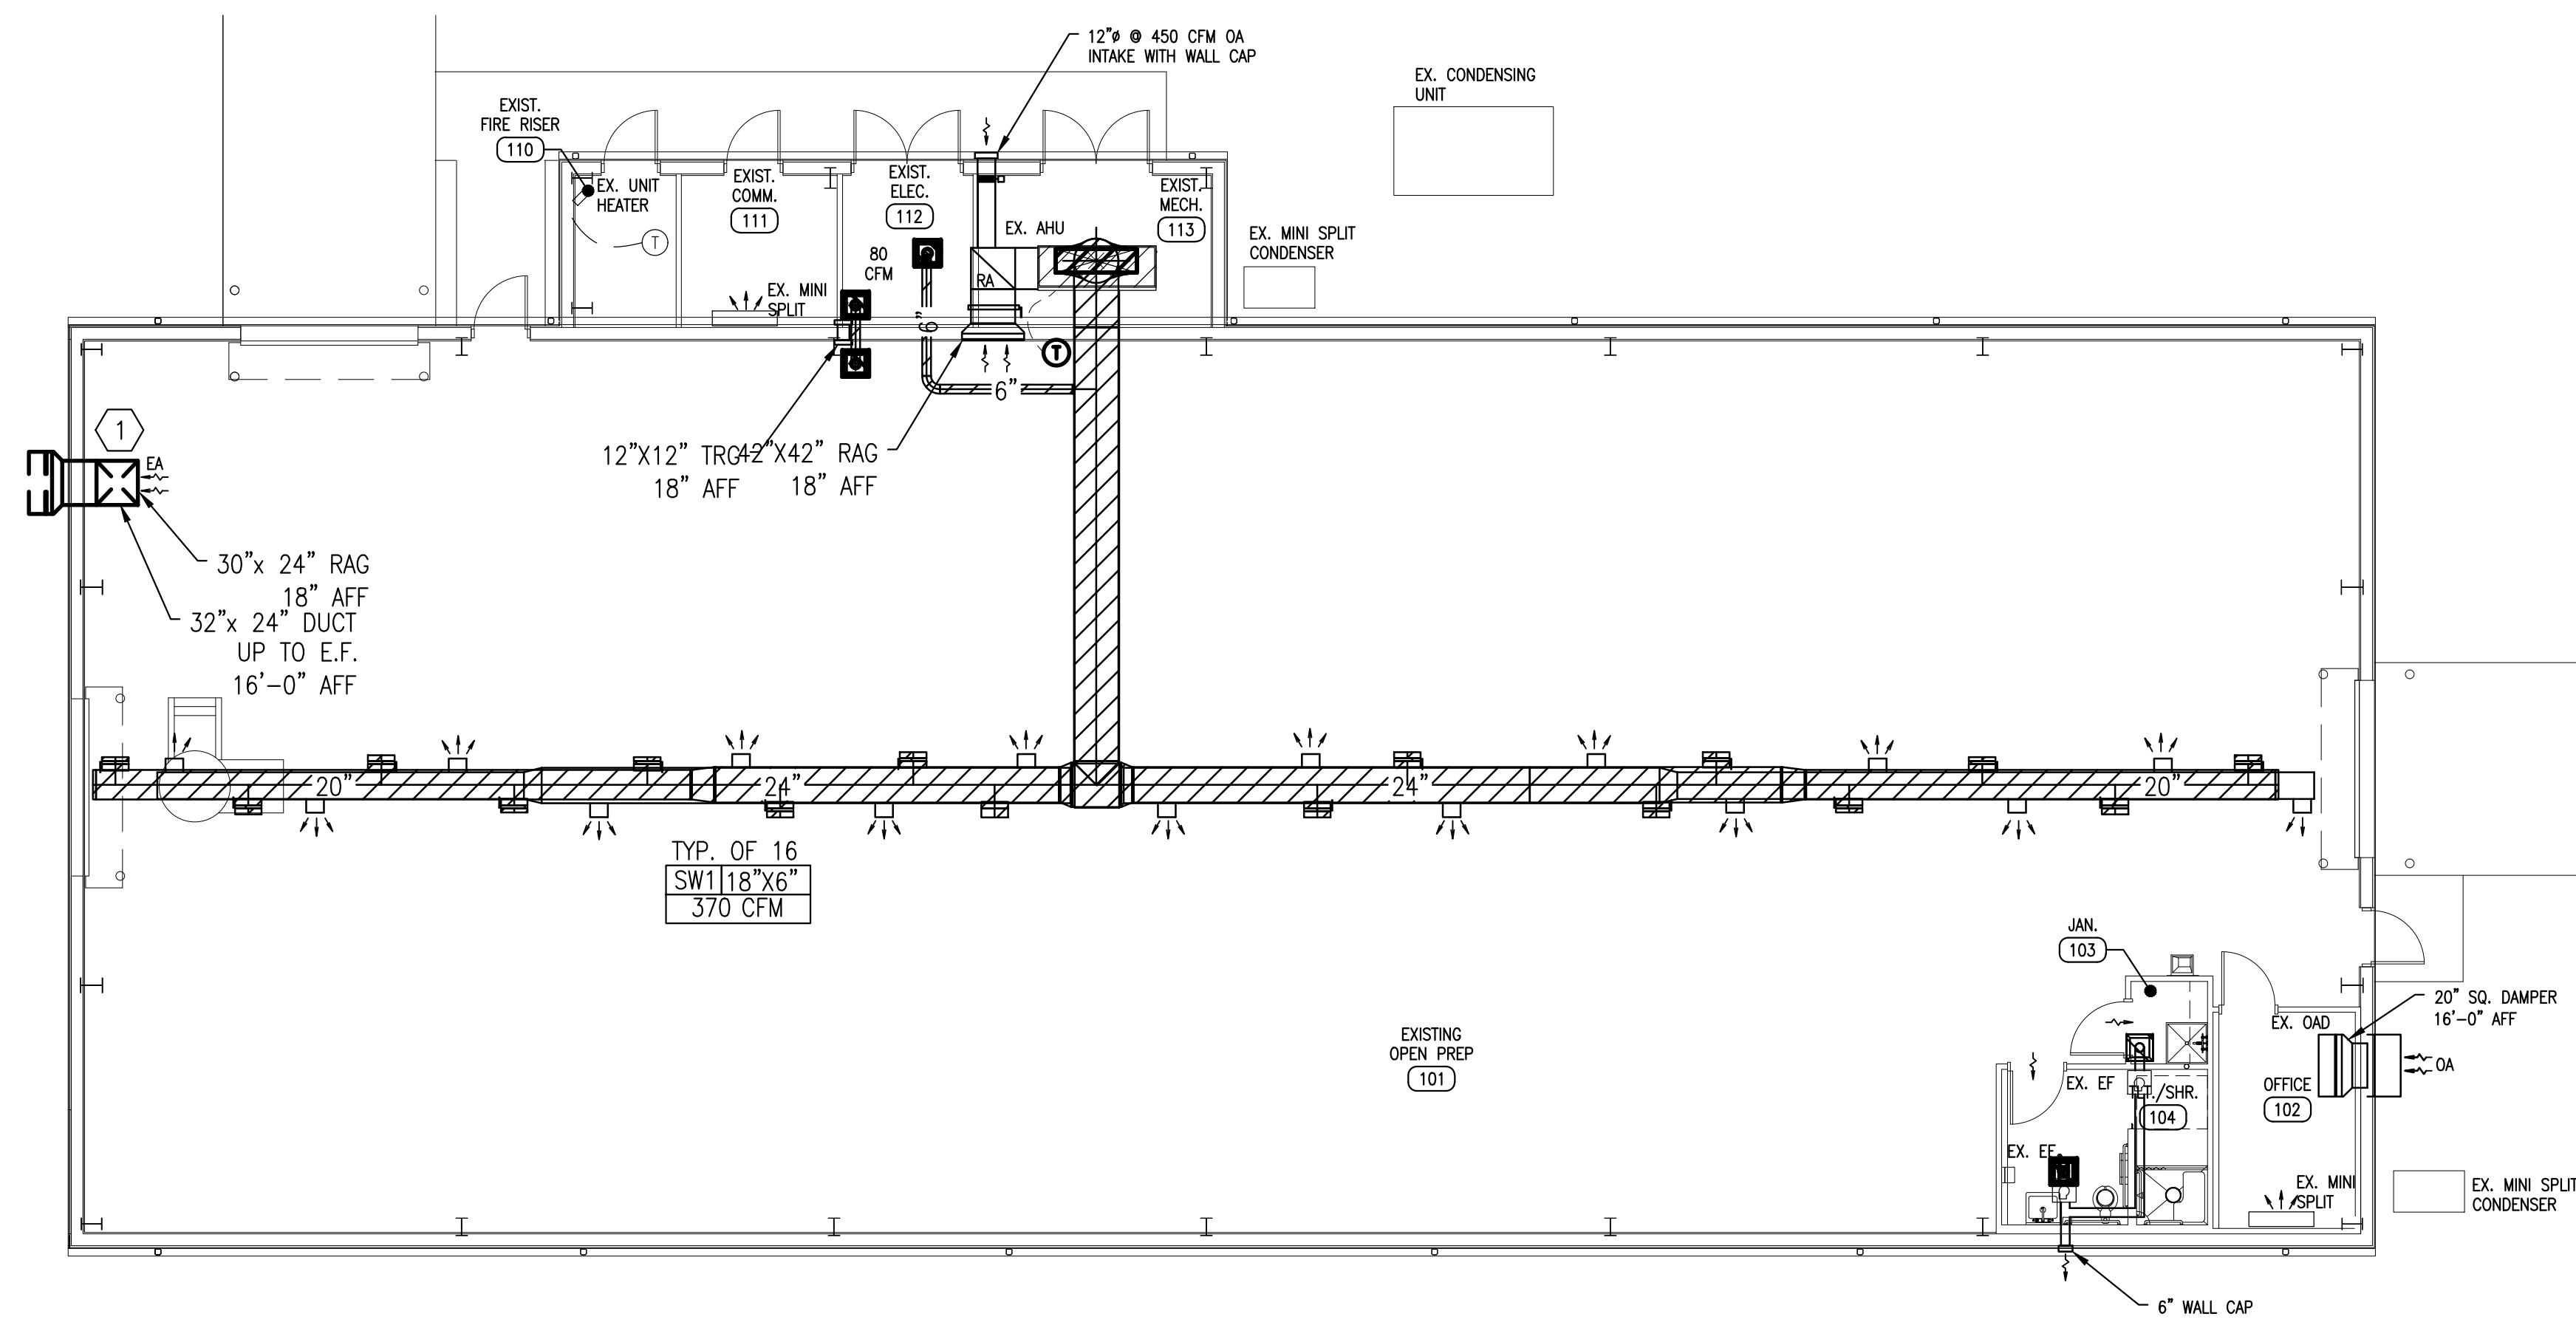 12"ø @ 450 CFM OA
INTAKE WITH WALL CAP
EX. CONDENSING
UNIT
EXIST.
FIRE RISER
110
EX. UNIT
HEATER
EXIST.
COMM.
111
EXIST.
ELEC.
112
EXIST.
MECH.
113
EX. AHU
EX. MINI SPLIT
CONDENSER
80
CFM
RA
EX. MINI
SPLIT
T
6"
T
6"
1
EA
12"X12" TRG
18" AFF
42"X42" RAG
18" AFF
30"x 24" RAG
18" AFF
32"x 24" DUCT
UP TO E.F.
16'-0" AFF
20"
24"
24"
20"
TYP. OF 16
SW1 18"X6"
370 CFM
JAN.
103
20" SQ. DAMPER
16'-0" AFF
EX. OAD
OA
EXISTING
OPEN PREP
101
EX. EF
TLT./SHR.
104
OFFICE
102
EX. EF
EX. MINI
SPLIT
EX. MINI SPLIT
CONDENSER
6" WALL CAP